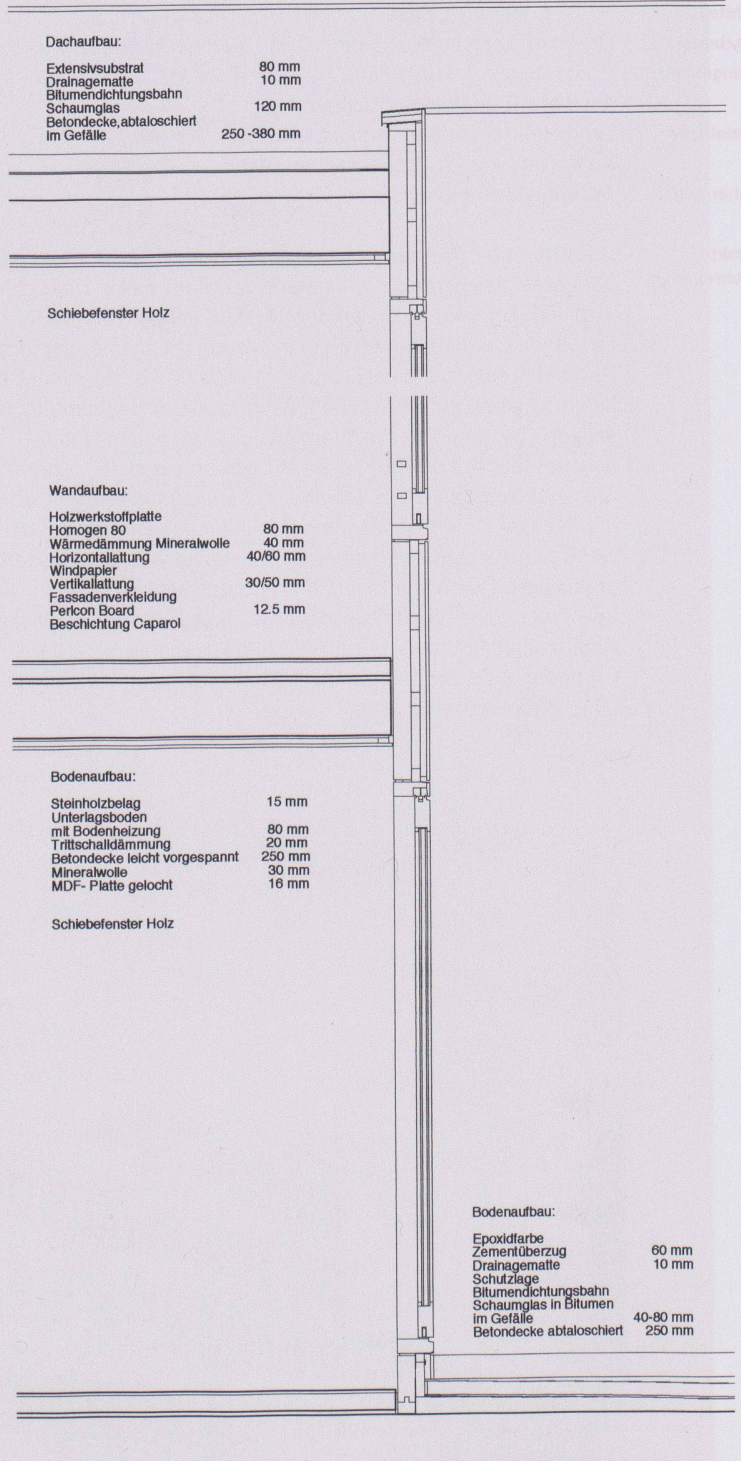 Dachaufbau:
Extensivsubstrat 80 mm
Drainagematte 10 mm
Bitumendichtungsbahn
Schaumglas 120 mm
Betondecke,abtaloschiert
im Gefälle 250 -380 mm
Schiebefenster Holz
Wandaufbau:
Holzwerkstoffplatte
Homogen 80 80 mm
Wärmedämmung Mineralwolle 40 mm
Horizontallattung 40/60 mm
Windpapier
Vertikallattung 30/50 mm
Fassadenverkleidung
Pericon Board 12.5 mm
Beschichtung Caparol
Bodenaufbau:
Steinholzbelag 15 mm
Unterlagsboden
mit Bodenheizung 80 mm
Trittschalldämmung 20 mm
Betondecke leicht vorgespannt 250 mm
Mineralwolle 30 mm
MDF- Platte gelocht 16 mm
Schiebefenster Holz
Bodenaufbau:
Epoxidfarbe
Zementüberzug 60 mm
Drainagematte 10 mm
Schutzlage
Bitumendichtungsbahn
Schaumglas in Bitumen
im Gefälle 40-80 mm
Betondecke abtaloschiert 250 mm